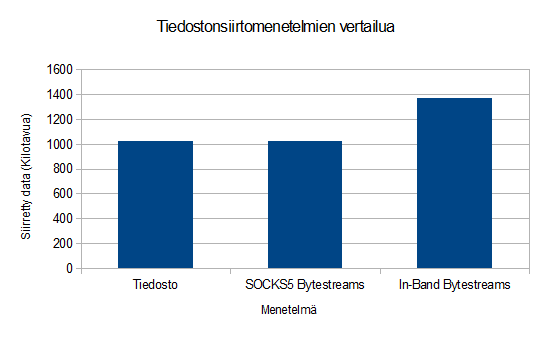 Tiedostonsiirtomenetelmien vertailua
1600
1400
1200
1000
800
600
400
200
0
Siirretty data (Kilotavua)
Tiedosto SOCKS5 Bytestreams In-Band Bytestreams
Menetelmä